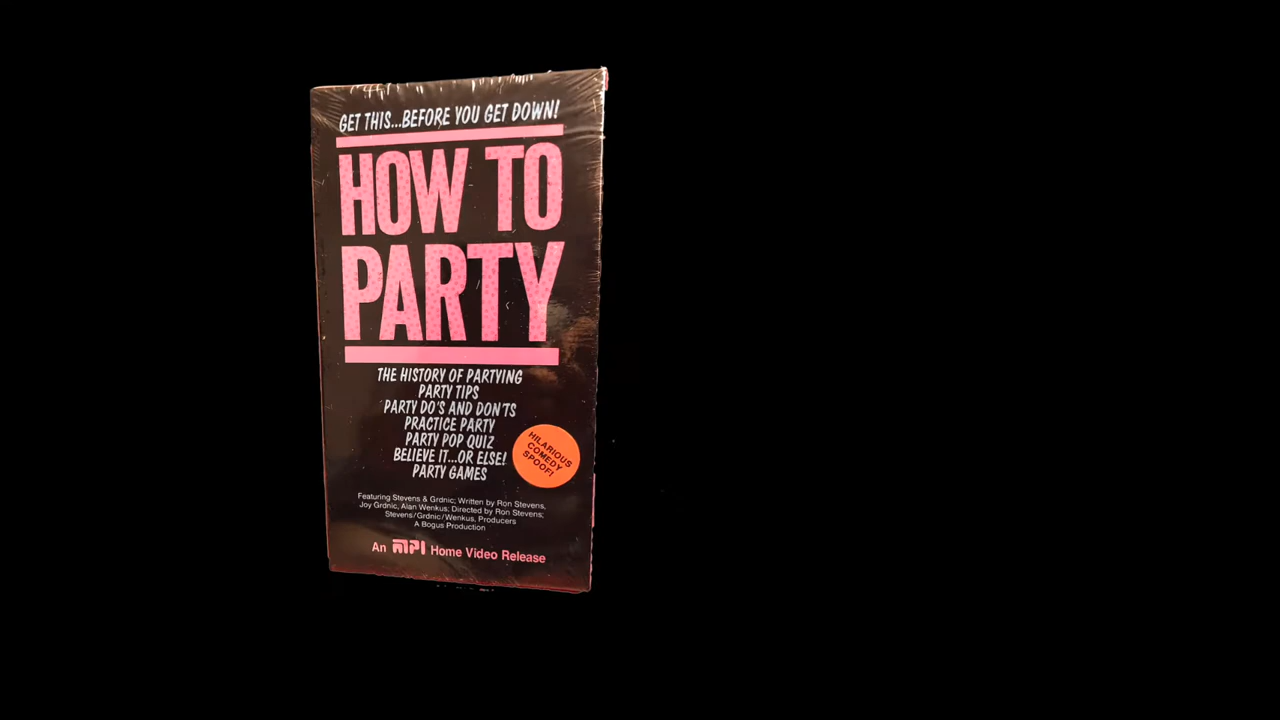 GET THIS...BEFORE YOU GET DOWN!
HOW TO
PARTY
THE HISTORY OF PARTYING
PARTY TIPS
PARTY DO'S AND DON'TS
PRACTICE PARTY
PARTY POP QUIZ
BELIEVE IT...OR ELSE!
PARTY GAMES
HILARIOUS
COMEDY
SPOOF!
Featuring Stevens & Grdnic; Written by Ron Stevens,
Joy Grdnic, Alan Wenkus; Directed by Ron Stevens;
Stevens/Grdnic/Wenkus, Producers
A Bogus Production
An MPI Home Video Release